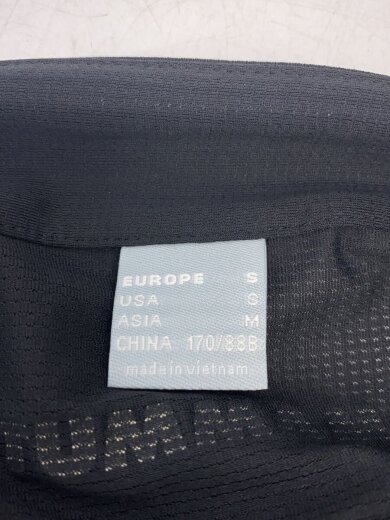 EUROPE S
USA S
ASIA M
CHINA 170/88B
made in vietnam